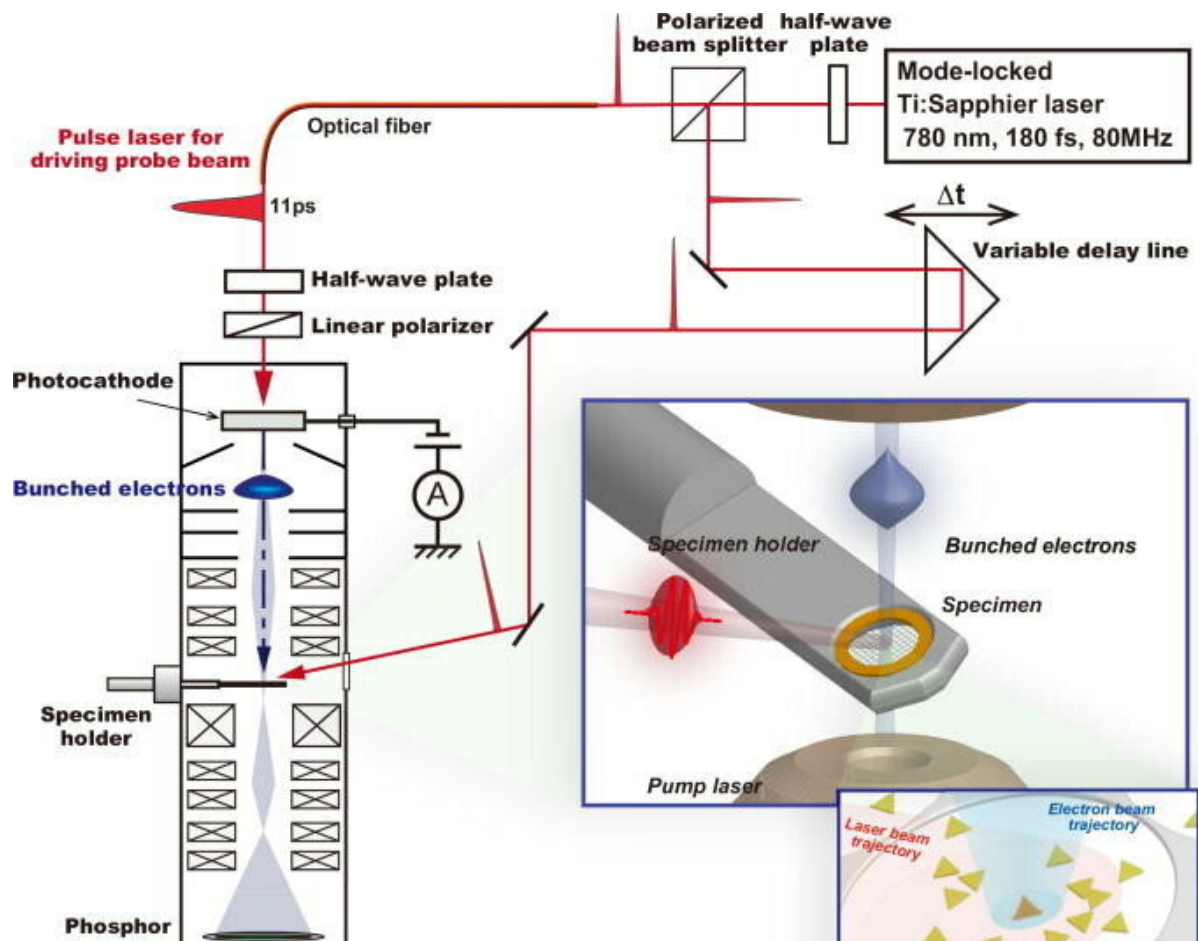 Polarized half-wave
beam splitter plate
Mode-locked
Ti:Sapphier laser
780 nm, 180 fs, 80MHz
Optical fiber
Pulse laser for
driving probe beam
11ps
Δt
Variable delay line
Half-wave plate
Linear polarizer
Photocathode
Bunched electrons
A
Specimen holder
Bunched electrons
Specimen
Specimen
holder
Pump laser
Electron beam
trajectory
Laser beam
trajectory
Phosphor